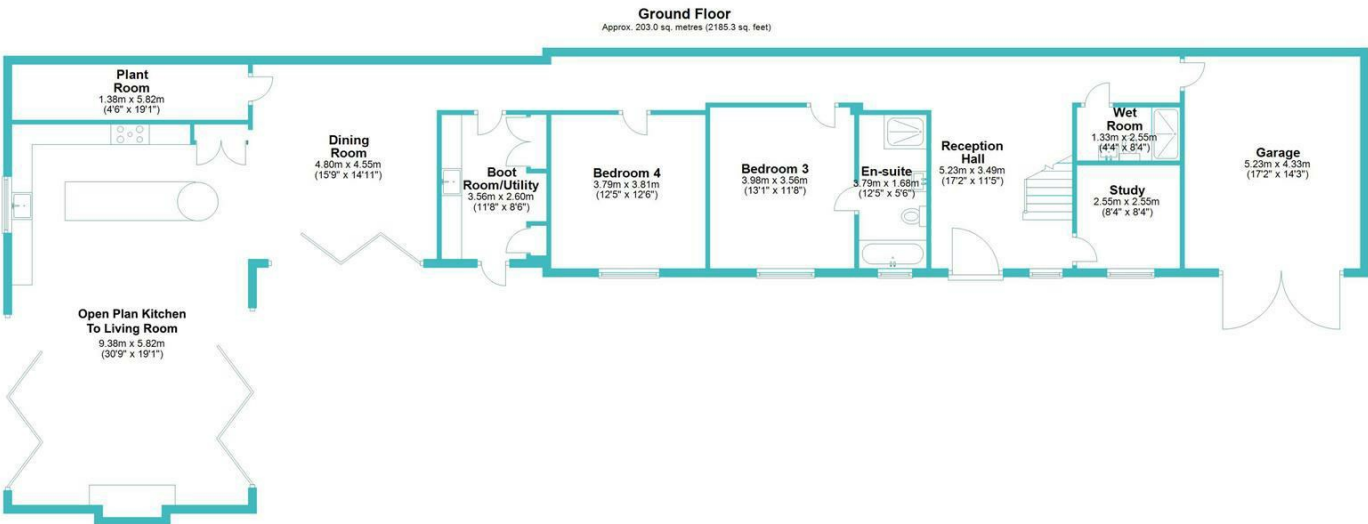 Ground Floor
Approx. 203.0 sq. metres (2185.3 sq. feet)
Plant
Room
1.38m x 5.82m
(4'6" x 19'1")
Dining
Room
4.80m x 4.55m
(15'9" x 14'11")
Boot
Room/Utility
3.56m x 2.60m
(11'8" x 8'6")
Bedroom 4
3.79m x 3.81m
(12'5" x 12'6")
Bedroom 3
3.98m x 3.56m
(13'1" x 11'8")
En-suite
3.79m x 1.68m
(12'5" x 5'6")
Reception
Hall
5.23m x 3.49m
(17'2" x 11'5")
Wet
Room
1.33m x 2.55m
(4'4" x 8'4")
Study
2.55m x 2.55m
(8'4" x 8'4")
Garage
5.23m x 4.33m
(17'2" x 14'3")
Open Plan Kitchen
To Living Room
9.38m x 5.82m
(30'9" x 19'1")